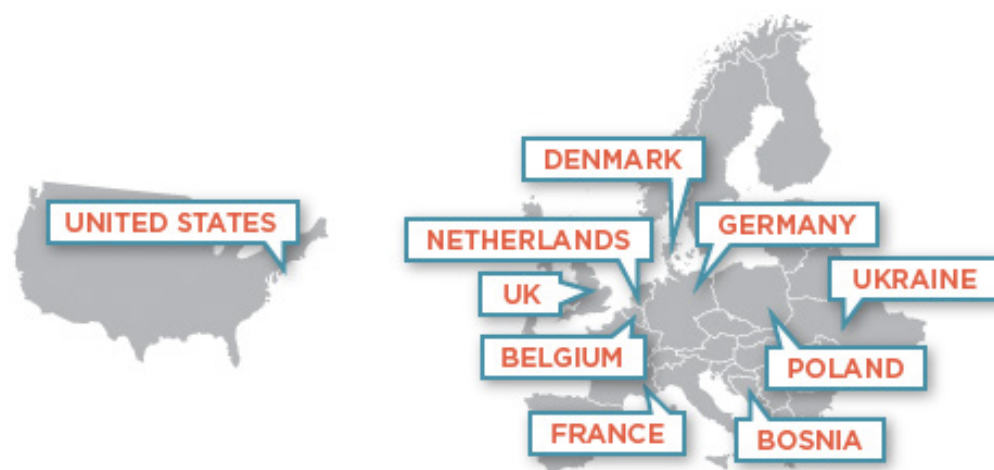 DENMARK
UNITED STATES
GERMANY
NETHERLANDS
UKRAINE
UK
BELGIUM
POLAND
FRANCE
BOSNIA